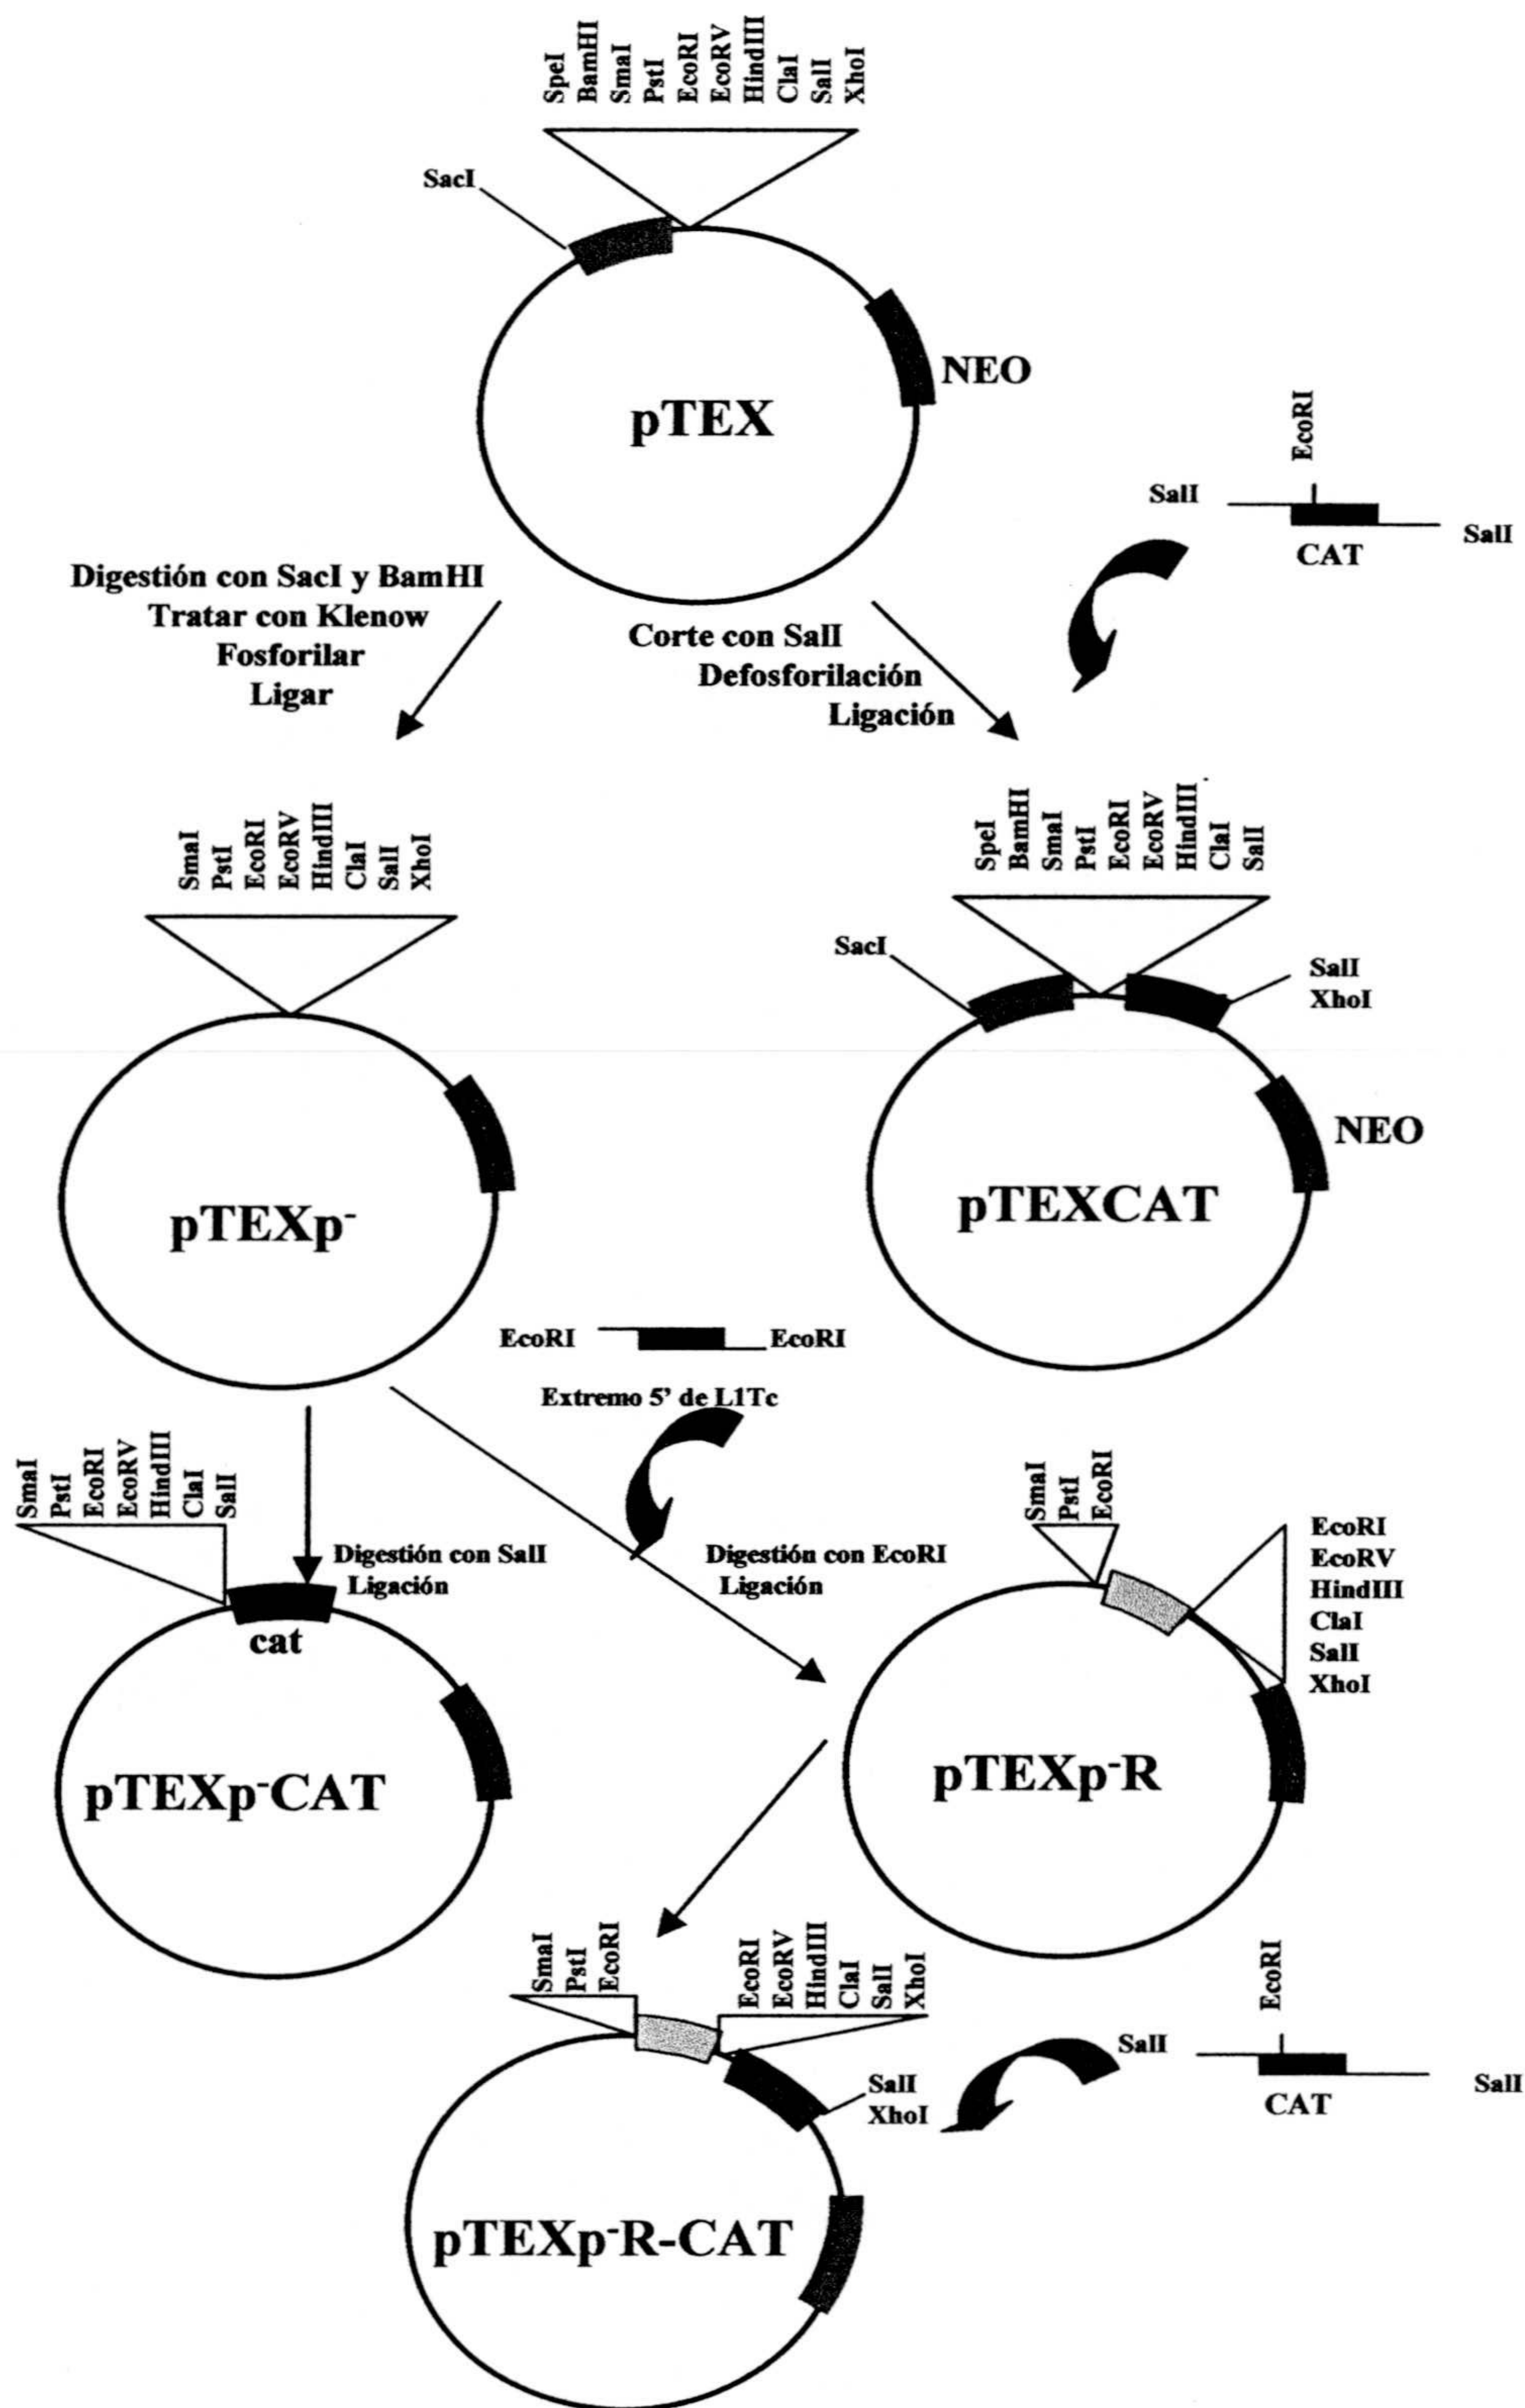 SpeI
BamHI
SmaI
PstI
EcoRI
EcoRV
HindIII
ClaI
SalI
XhoI
SacI
NEO
pTEX
EcoRI
SalI
SalI
CAT
Digestión con SacI y BamHI
Tratar con Klenow
Fosforilar
Ligar
Corte con SalI
Defosforilación
Ligación
SmaI
PstI
EcoRI
EcoRV
HindIII
ClaI
SalI
XhoI
pTEXp-
SpeI
BamHI
SmaI
PstI
EcoRI
EcoRV
HindIII
ClaI
SalI
SacI
SalI
XhoI
NEO
pTEXCAT
EcoRI
EcoRI
Extremo 5' de L1Tc
SmaI
PstI
EcoRI
EcoRV
HindIII
ClaI
SalI
Digestión con SalI
Ligación
cat
pTEXp-CAT
Digestión con EcoRI
Ligación
SmaI
PstI
EcoRI
EcoRI
EcoRV
HindIII
ClaI
SalI
XhoI
pTEXp-R
SmaI
PstI
EcoRI
EcoRI
EcoRV
HindIII
ClaI
SalI
XhoI
SalI
XhoI
EcoRI
SalI
SalI
CAT
pTEXp-R-CAT